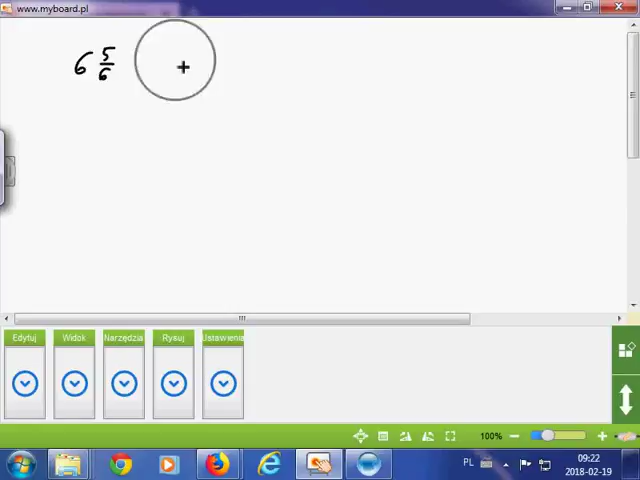 www.myboard.pl
6 5/6
Edytuj Widok Narzędzia Rysuj Ustawienia
100%
PL 09:22
2018-02-19